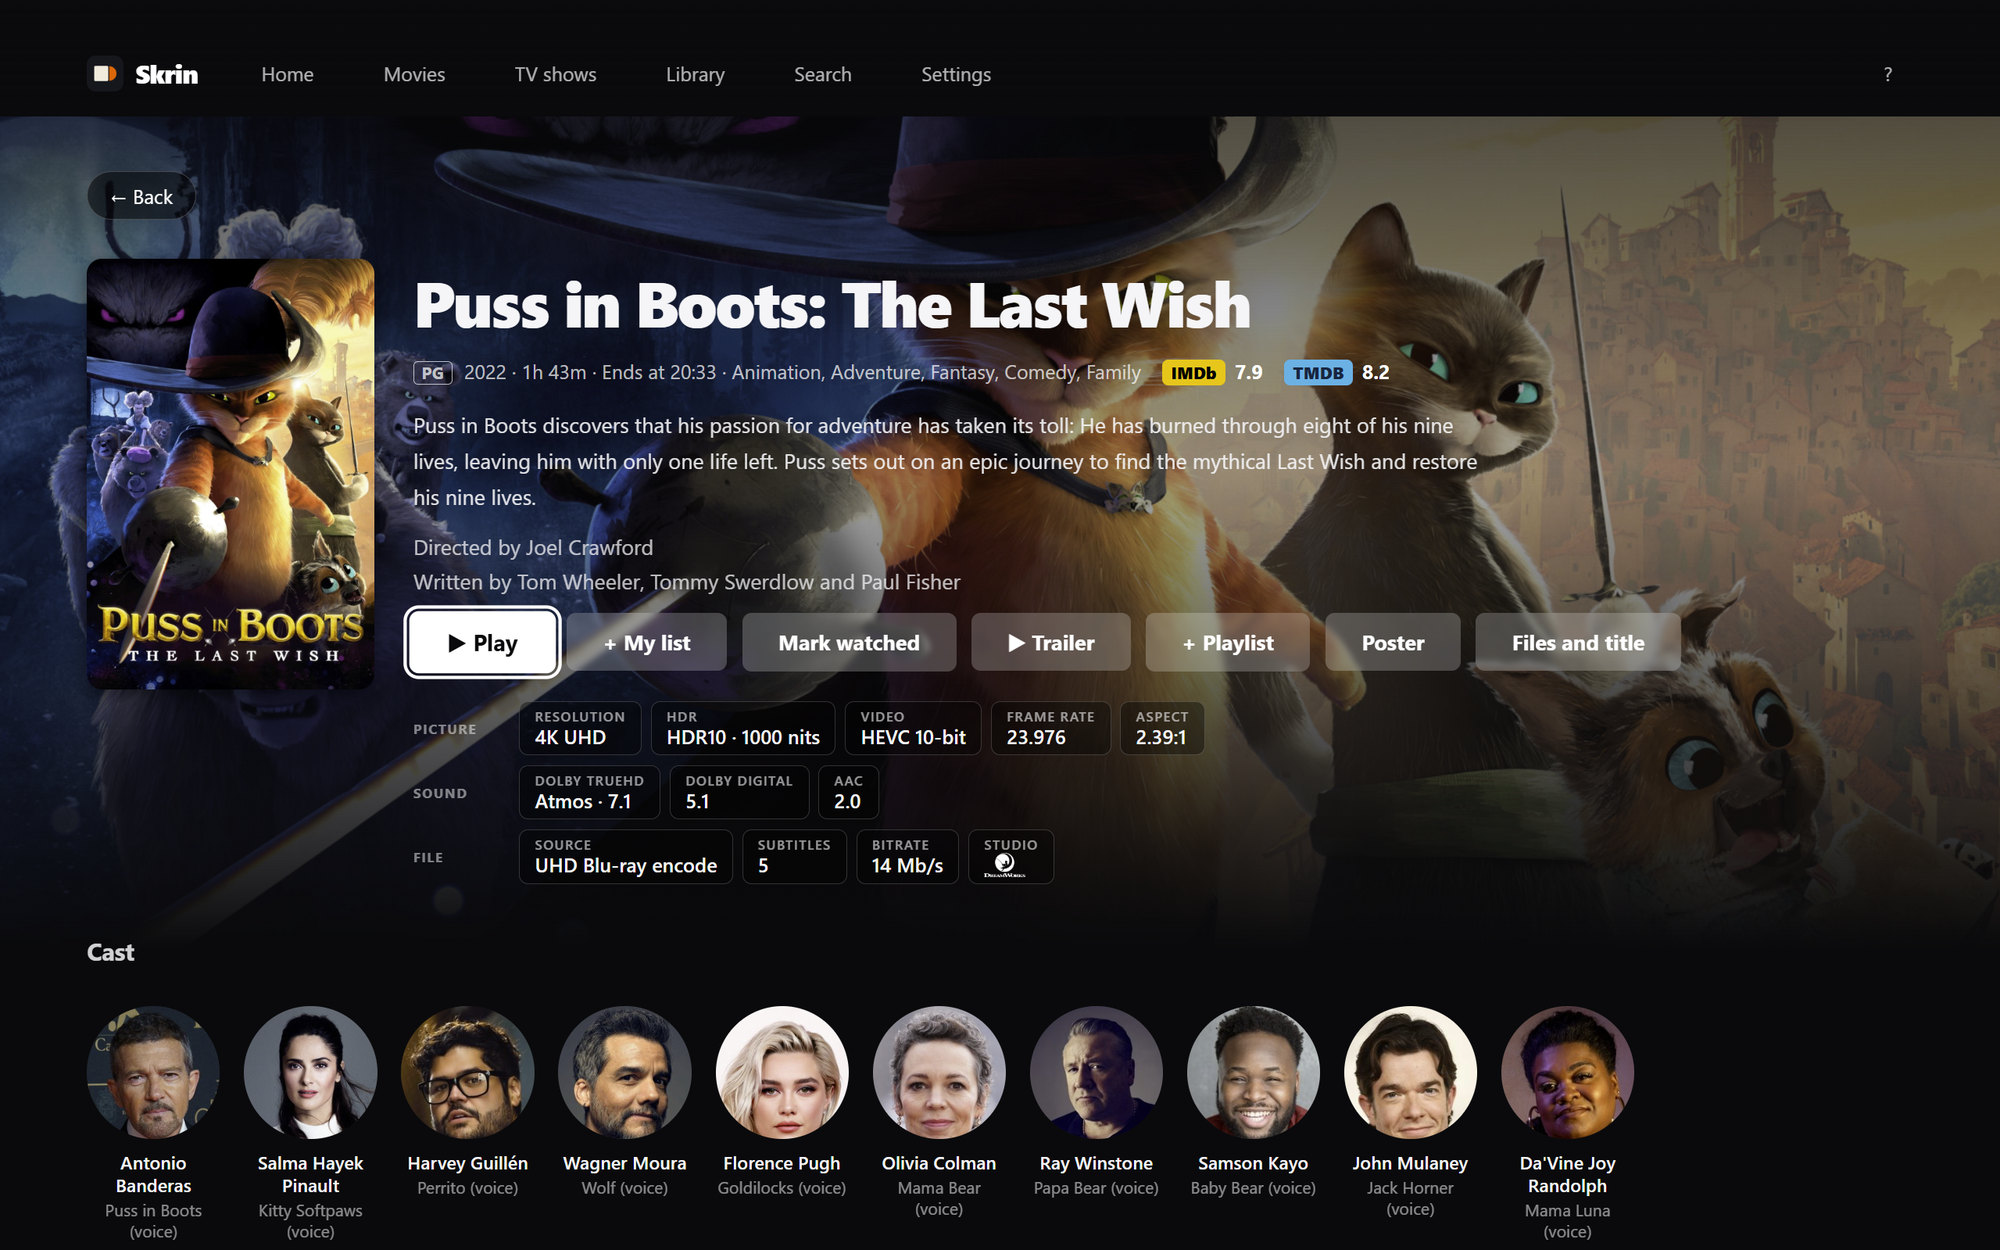 Skrin
Home
Movies
TV shows
Library
Search
Settings
?
← Back
PUSS IN BOOTS
THE LAST WISH
Puss in Boots: The Last Wish
PG 2022 · 1h 43m · Ends at 20:33 · Animation, Adventure, Fantasy, Comedy, Family IMDb 7.9 TMDB 8.2
Puss in Boots discovers that his passion for adventure has taken its toll: He has burned through eight of his nine
lives, leaving him with only one life left. Puss sets out on an epic journey to find the mythical Last Wish and restore
his nine lives.
Directed by Joel Crawford
Written by Tom Wheeler, Tommy Swerdlow and Paul Fisher
▶ Play
+ My list
Mark watched
▶ Trailer
+ Playlist
Poster
Files and title
PICTURE
RESOLUTION
4K UHD
HDR
HDR10 · 1000 nits
VIDEO
HEVC 10-bit
FRAME RATE
23.976
ASPECT
2.39:1
SOUND
DOLBY TRUEHD
Atmos · 7.1
DOLBY DIGITAL
5.1
AAC
2.0
FILE
SOURCE
UHD Blu-ray encode
SUBTITLES
5
BITRATE
14 Mb/s
STUDIO
DREAMWORKS
Cast
Antonio
Banderas
Puss in Boots
(voice)
Salma Hayek
Pinault
Kitty Softpaws
(voice)
Harvey Guillén
Perrito (voice)
Wagner Moura
Wolf (voice)
Florence Pugh
Goldilocks (voice)
Olivia Colman
Mama Bear
(voice)
Ray Winstone
Papa Bear (voice)
Samson Kayo
Baby Bear (voice)
John Mulaney
Jack Horner
(voice)
Da'Vine Joy
Randolph
Mama Luna
(voice)